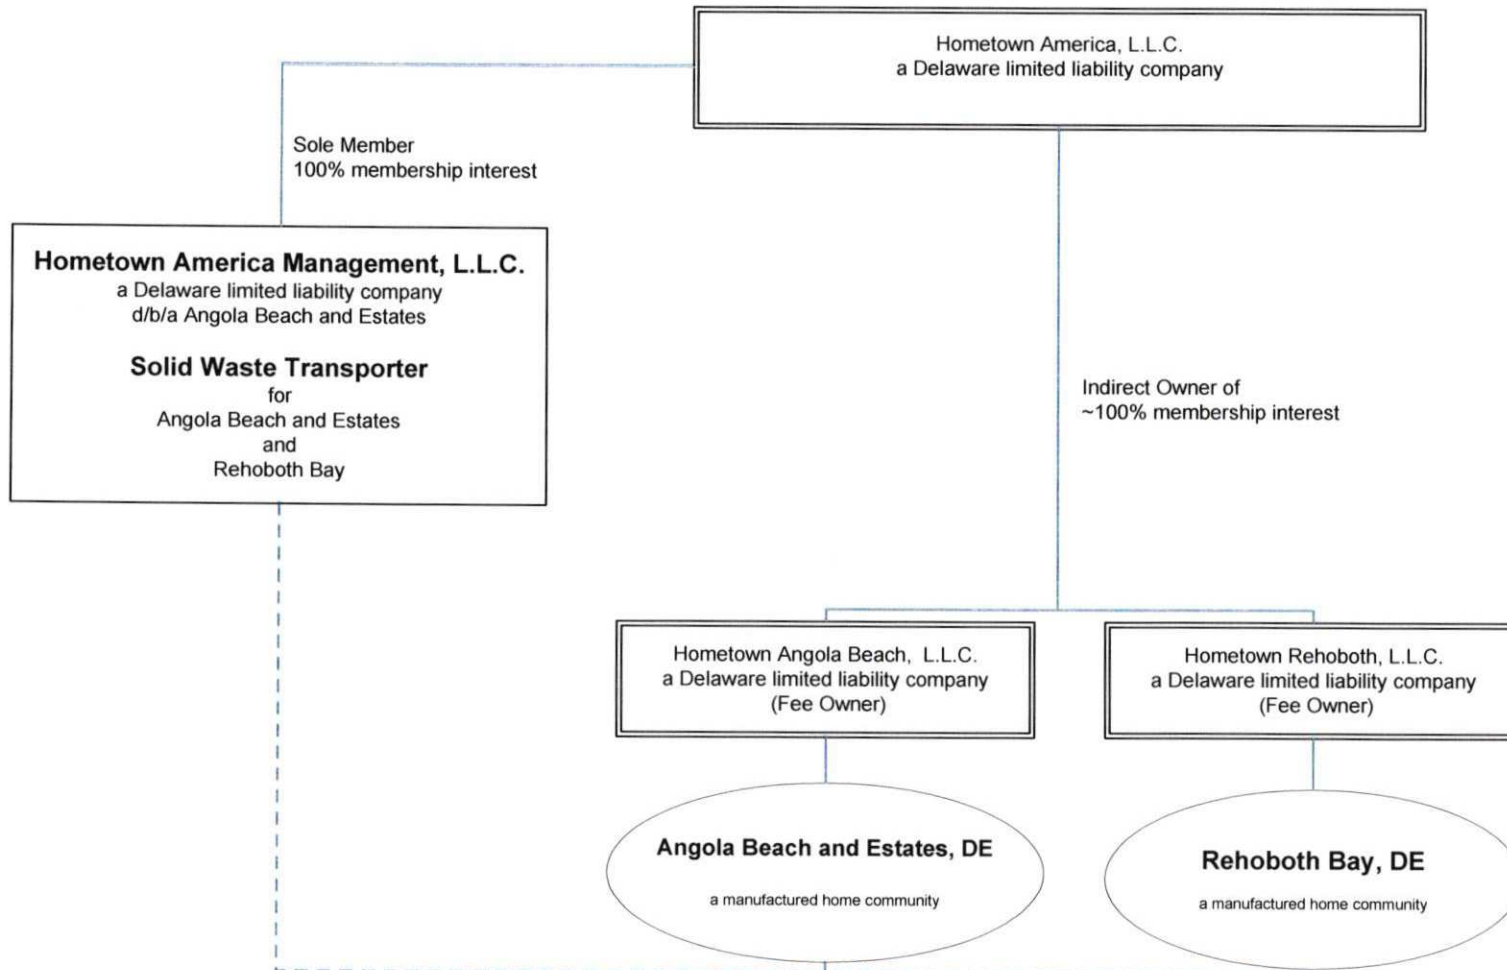 Hometown America, L.L.C.
a Delaware limited liability company
Sole Member
100% membership interest
Hometown America Management, L.L.C.
a Delaware limited liability company
d/b/a Angola Beach and Estates
Solid Waste Transporter
for
Angola Beach and Estates
and
Rehoboth Bay
Indirect Owner of
~100% membership interest
Hometown Angola Beach, L.L.C.
a Delaware limited liability company
(Fee Owner)
Hometown Rehoboth, L.L.C.
a Delaware limited liability company
(Fee Owner)
Angola Beach and Estates, DE
a manufactured home community
Rehoboth Bay, DE
a manufactured home community